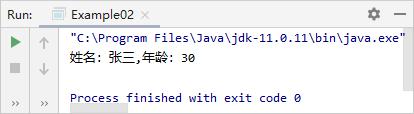 Run: Example02
"C:\Program Files\Java\jdk-11.0.11\bin\java.exe"
姓名: 张三,年龄: 30
Process finished with exit code 0